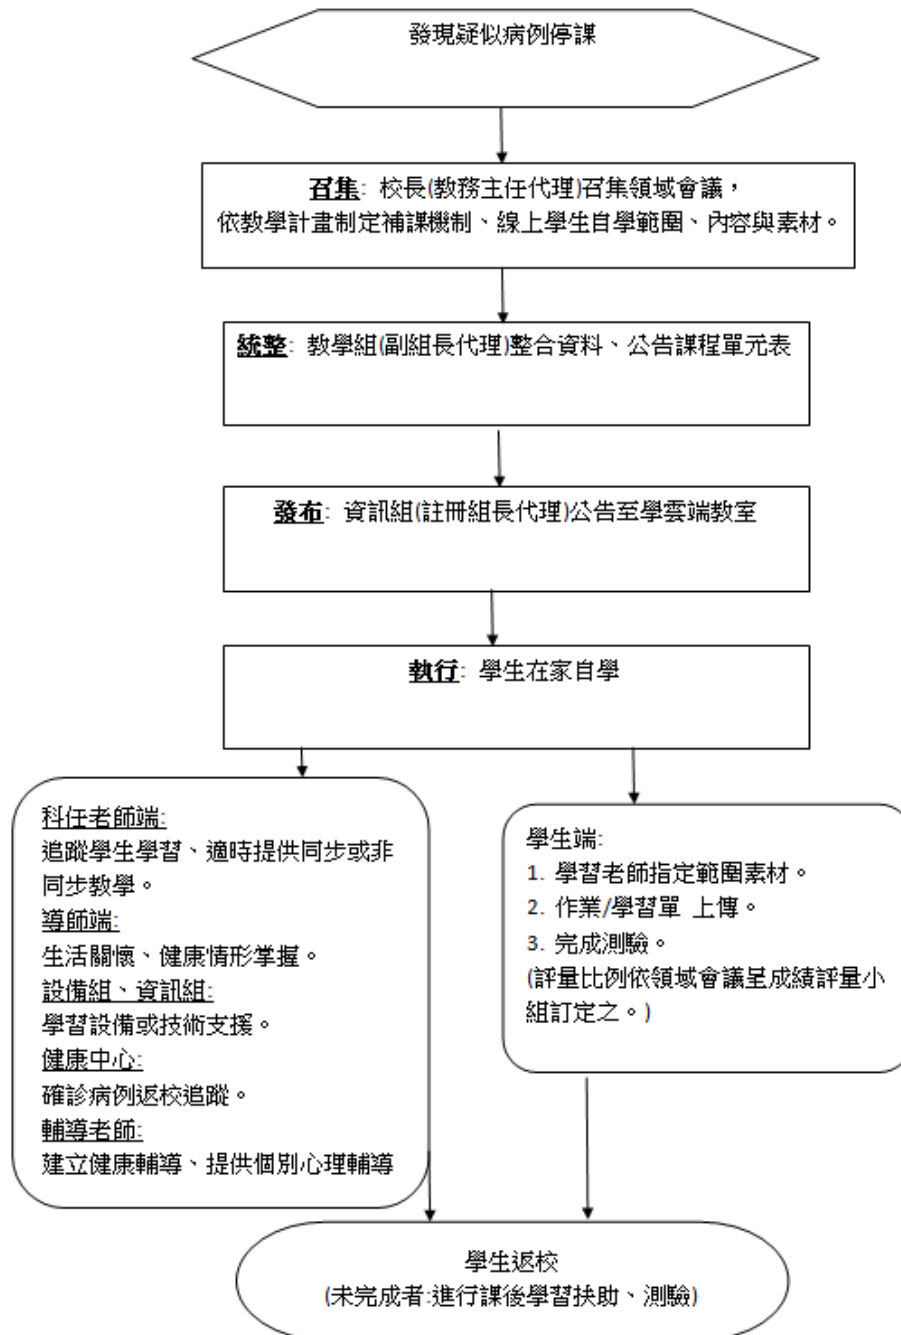 發現疑似病例停課
召集: 校長(教務主任代理)召集領域會議，
依教學計畫制定補課機制、線上學生自學範圍、內容與素材。
統整: 教學組(副組長代理)整合資料、公告課程單元表
發布: 資訊組(註冊組長代理)公告至學雲端教室
執行: 學生在家自學
科任老師端:
追蹤學生學習、適時提供同步或非
同步教學。
導師端:
生活關懷、健康情形掌握。
設備組、資訊組:
學習設備或技術支援。
健康中心:
確診病例返校追蹤。
輔導老師:
建立健康輔導、提供個別心理輔導
學生端:
1. 學習老師指定範圍素材。
2. 作業/學習單 上傳。
3. 完成測驗。
(評量比例依領域會議呈成績評量小
組訂定之。)
學生返校
(未完成者:進行課後學習扶助、測驗)